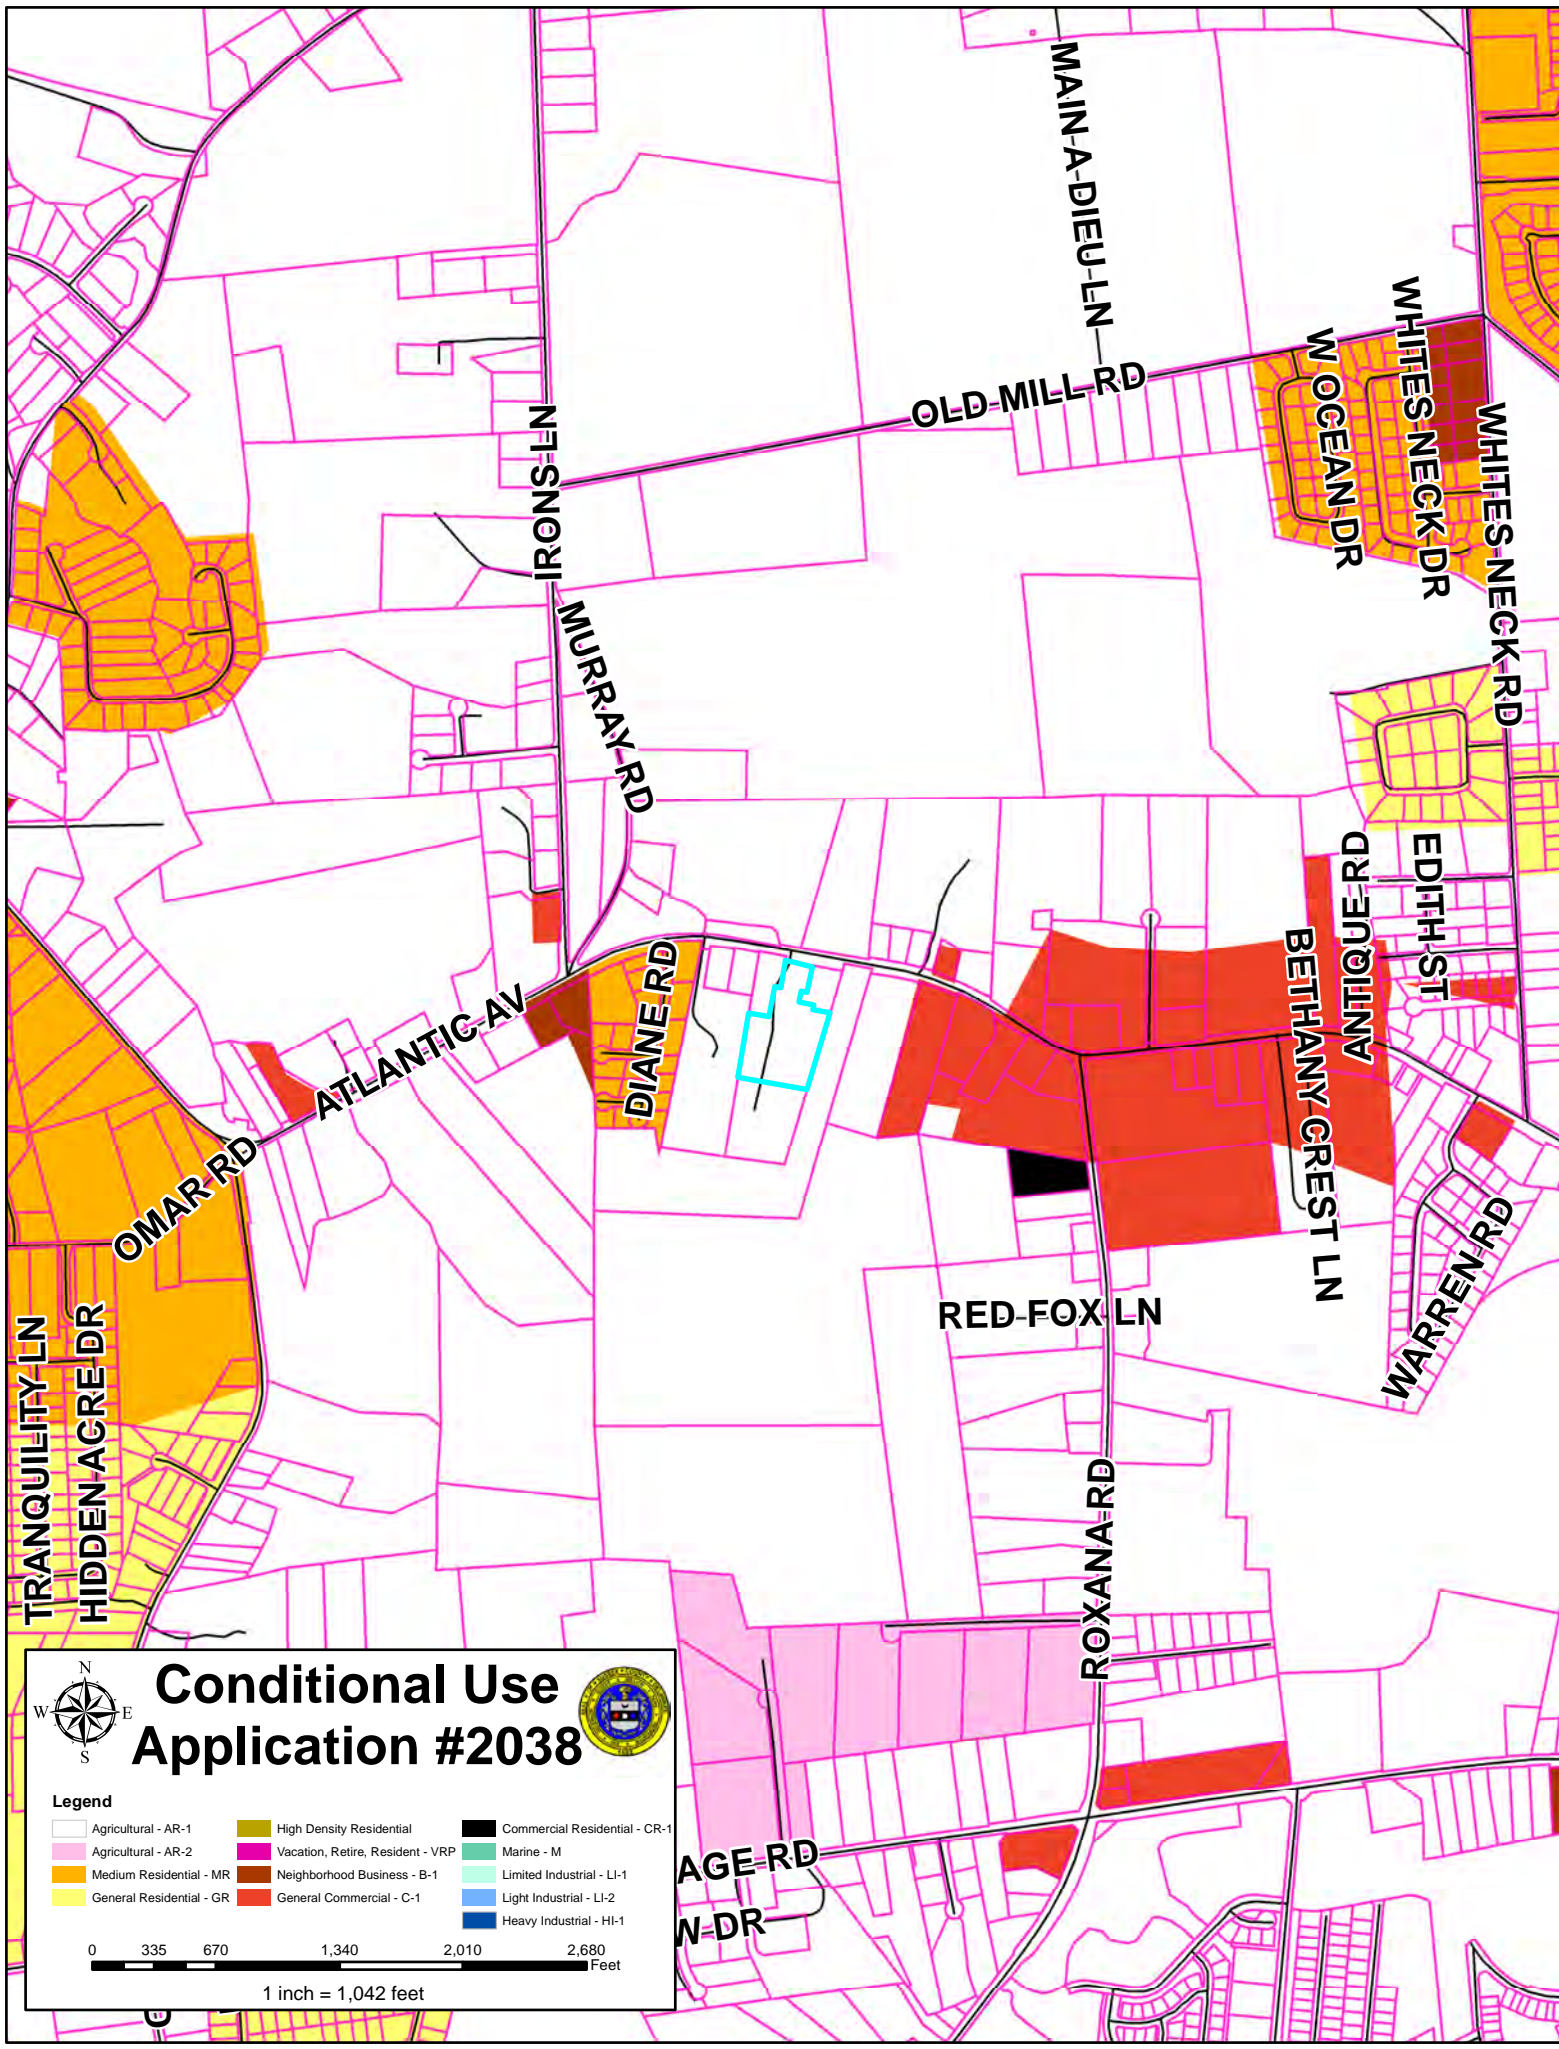 MAIN-A-DIEU-LN
WHITES NECK DR
W OCEAN DR
OLD MILL RD
WHITES NECK RD
IRONS LN
MURRAY RD
ANTIQUE RD
EDITH ST
BETHANY CREST LN
DIANE RD
ATLANTIC AV
OMAR RD
WARREN RD
RED FOX LN
TRANQUILITY LN
HIDDEN ACRE DR
ROXANA RD
AGE RD
W DR
N
W E
S
Conditional Use
Application #2038
Legend
Agricultural - AR-1
Agricultural - AR-2
Medium Residential - MR
General Residential - GR
High Density Residential
Vacation, Retire, Resident - VRP
Neighborhood Business - B-1
General Commercial - C-1
Commercial Residential - CR-1
Marine - M
Limited Industrial - LI-1
Light Industrial - LI-2
Heavy Industrial - HI-1
0 335 670 1,340 2,010 2,680
Feet
1 inch = 1,042 feet